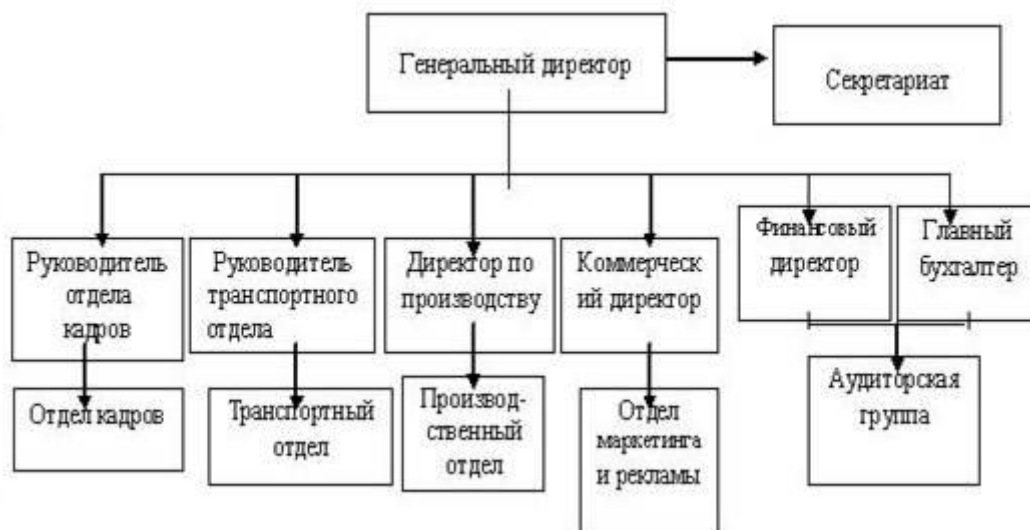 Генеральный директор
Секретариат
Руководитель
отдела
кадров
Руководитель
транспортного
отдела
Директор по
производству
Коммерческ
ий директор
Финансовый
директор
Главный
бухгалтер
Отдел кадров
Транспортный
отдел
Производ-
ственный
отдел
Отдел
маркетинга
и рекламы
Аудиторская
группа